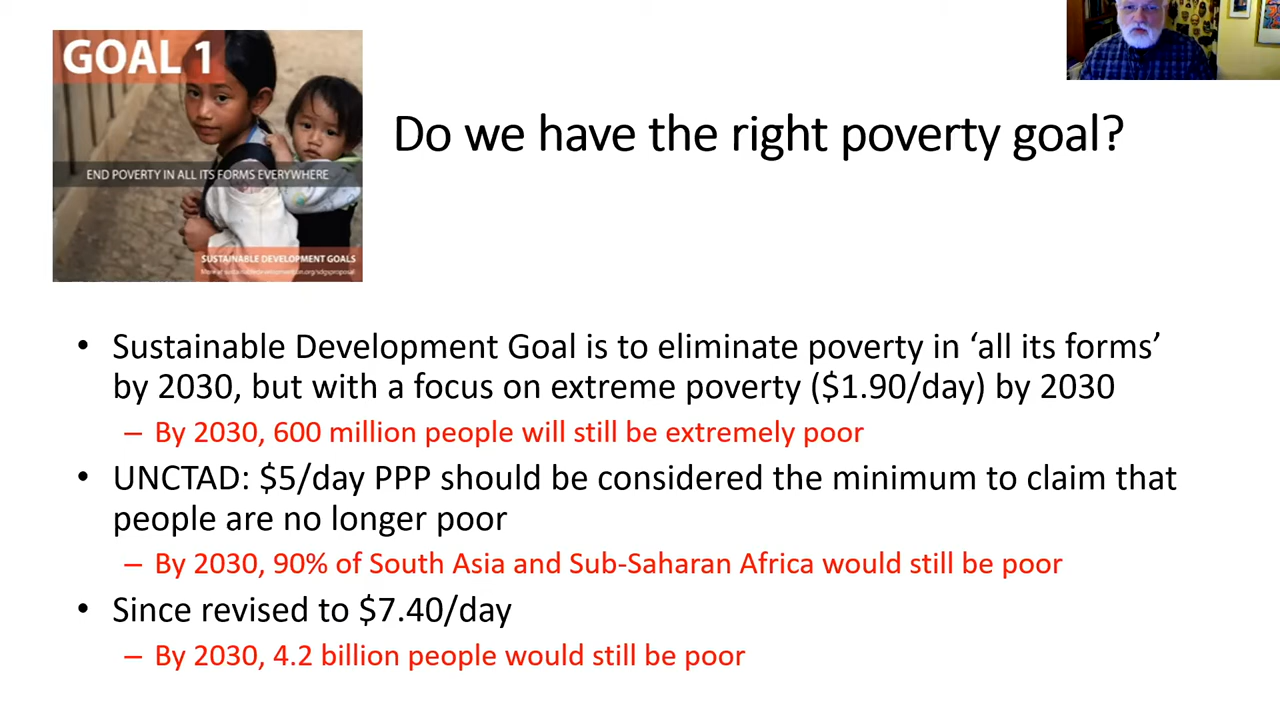 GOAL 1
END POVERTY IN ALL ITS FORMS EVERYWHERE
SUSTAINABLE DEVELOPMENT GOALS
Do we have the right poverty goal?
• Sustainable Development Goal is to eliminate poverty in ‘all its forms’
by 2030, but with a focus on extreme poverty ($1.90/day) by 2030
– By 2030, 600 million people will still be extremely poor
• UNCTAD: $5/day PPP should be considered the minimum to claim that
people are no longer poor
– By 2030, 90% of South Asia and Sub-Saharan Africa would still be poor
• Since revised to $7.40/day
– By 2030, 4.2 billion people would still be poor